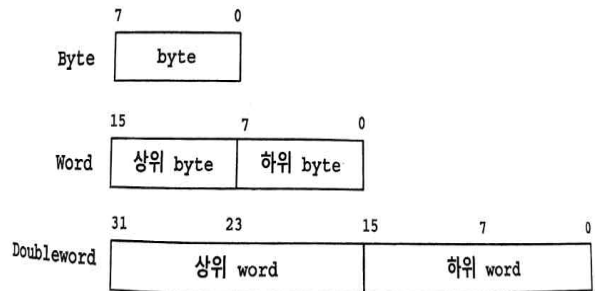 7 0
Byte byte
15 7 0
Word 상위 byte 하위 byte
31 23 15 7 0
Doubleword 상위 word 하위 word